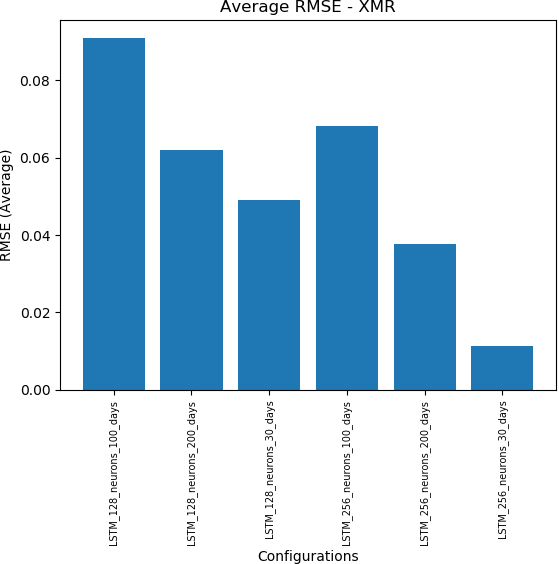 Average RMSE - XMR
RMSE (Average)
0.08
0.06
0.04
0.02
0.00
LSTM_128_neurons_100_days
LSTM_128_neurons_200_days
LSTM_128_neurons_30_days
LSTM_256_neurons_100_days
LSTM_256_neurons_200_days
LSTM_256_neurons_30_days
Configurations